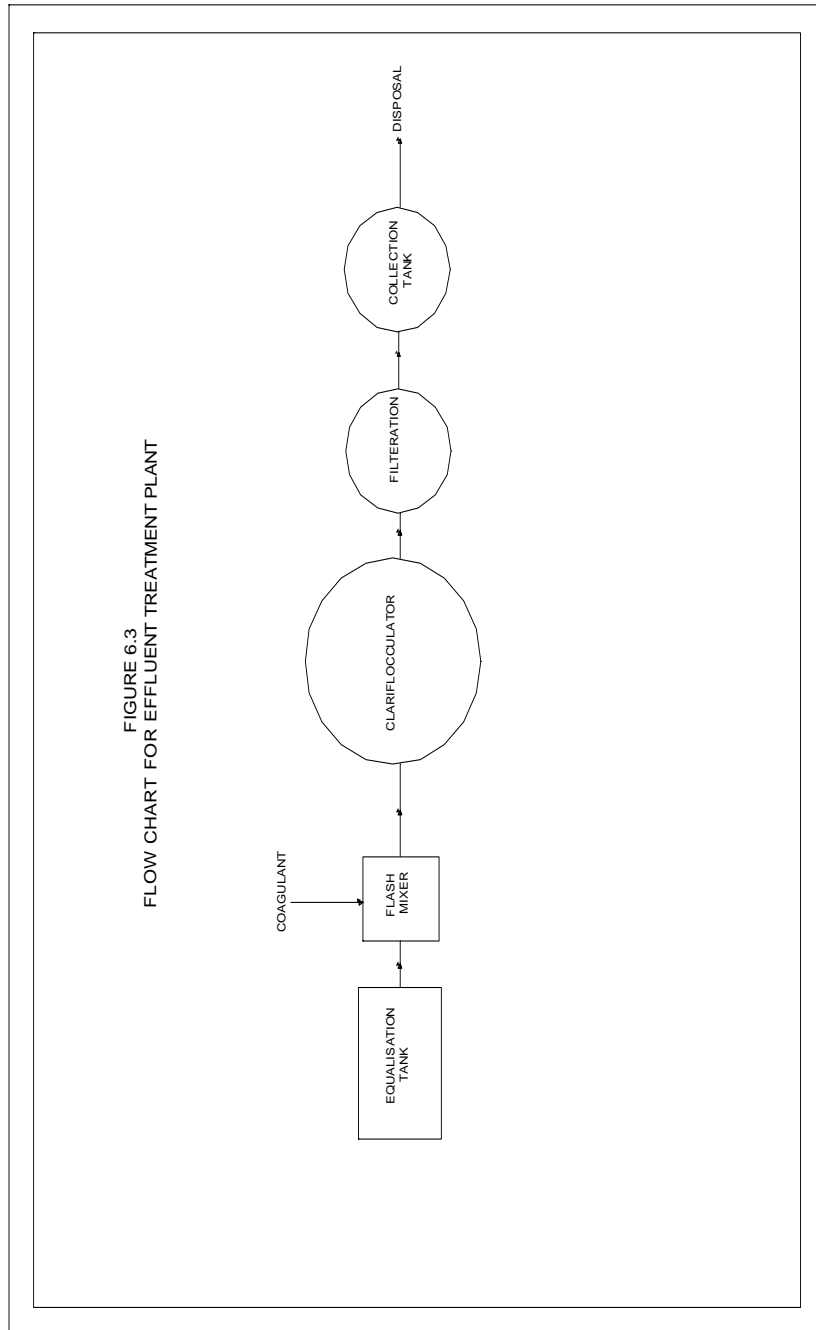 FIGURE 6.3
FLOW CHART FOR EFFLUENT TREATMENT PLANT
COAGULANT
EQUALISATION
TANK
FLASH
MIXER
CLARIFLOCCULATOR
FILTERATION
COLLECTION
TANK
DISPOSAL